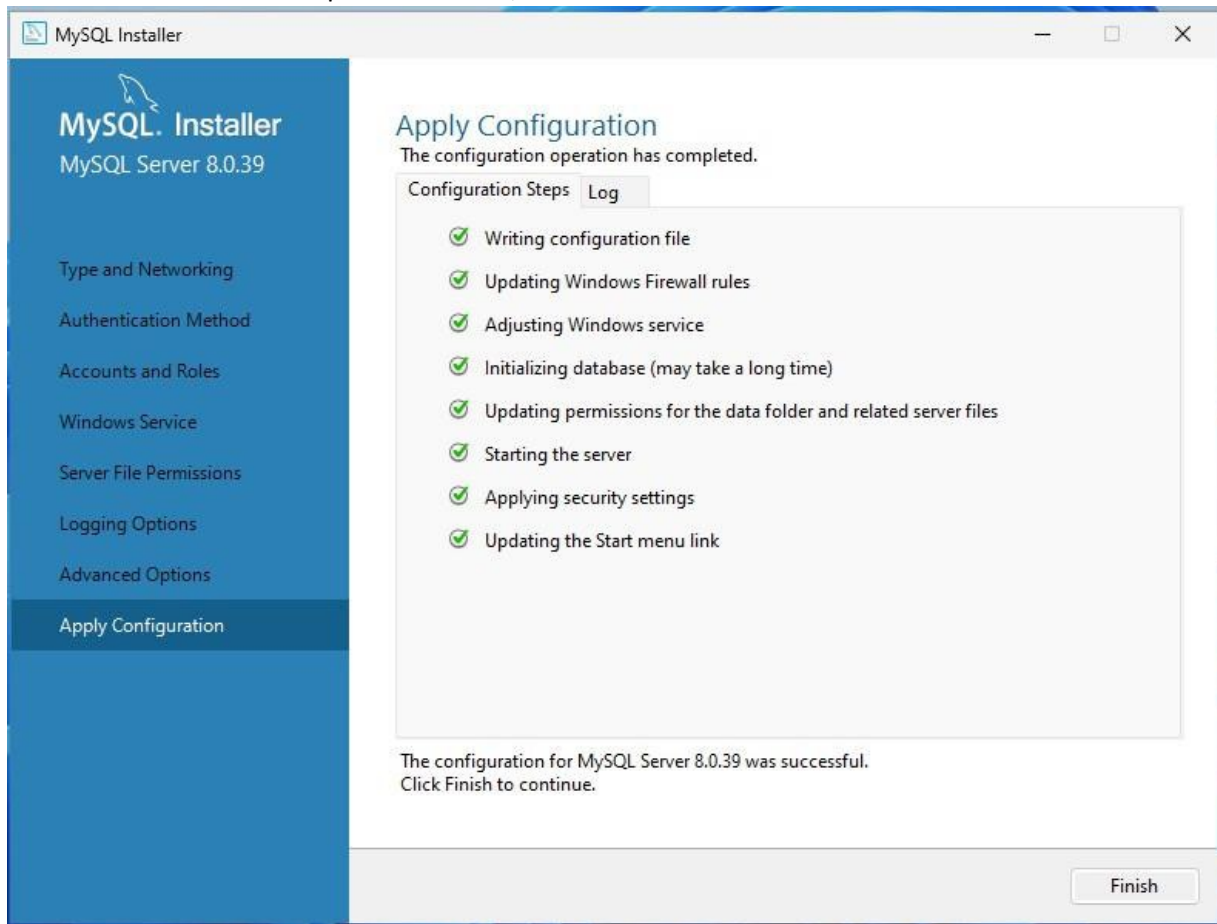 MySQL Installer
MySQL. Installer
MySQL Server 8.0.39
Type and Networking
Authentication Method
Accounts and Roles
Windows Service
Server File Permissions
Logging Options
Advanced Options
Apply Configuration
Apply Configuration
The configuration operation has completed.
Configuration Steps Log
Writing configuration file
Updating Windows Firewall rules
Adjusting Windows service
Initializing database (may take a long time)
Updating permissions for the data folder and related server files
Starting the server
Applying security settings
Updating the Start menu link
The configuration for MySQL Server 8.0.39 was successful.
Click Finish to continue.
Finish